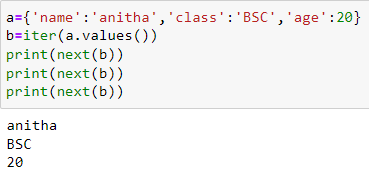 a={'name':'anitha','class':'BSC','age':20}
b=iter(a.values())
print(next(b))
print(next(b))
print(next(b))
anitha
BSC
20